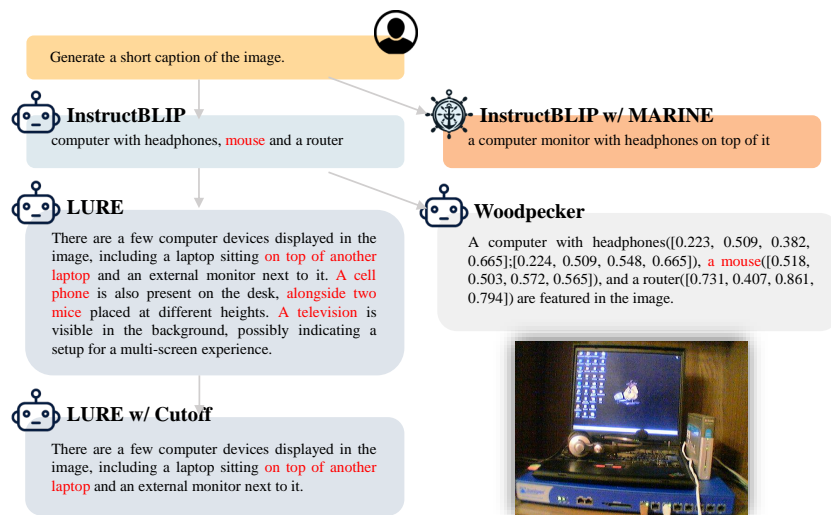 Generate a short caption of the image.
InstructBLIP
computer with headphones, mouse and a router
InstructBLIP w/ MARINE
a computer monitor with headphones on top of it
LURE
There are a few computer devices displayed in the
image, including a laptop sitting on top of another
laptop and an external monitor next to it. A cell
phone is also present on the desk, alongside two
mice placed at different heights. A television is
visible in the background, possibly indicating a
setup for a multi-screen experience.
Woodpecker
A computer with headphones([0.223, 0.509, 0.382,
0.665];[0.224, 0.509, 0.548, 0.665]), a mouse([0.518,
0.503, 0.572, 0.565]), and a router([0.731, 0.407, 0.861,
0.794]) are featured in the image.
LURE w/ Cutoff
There are a few computer devices displayed in the
image, including a laptop sitting on top of another
laptop and an external monitor next to it.